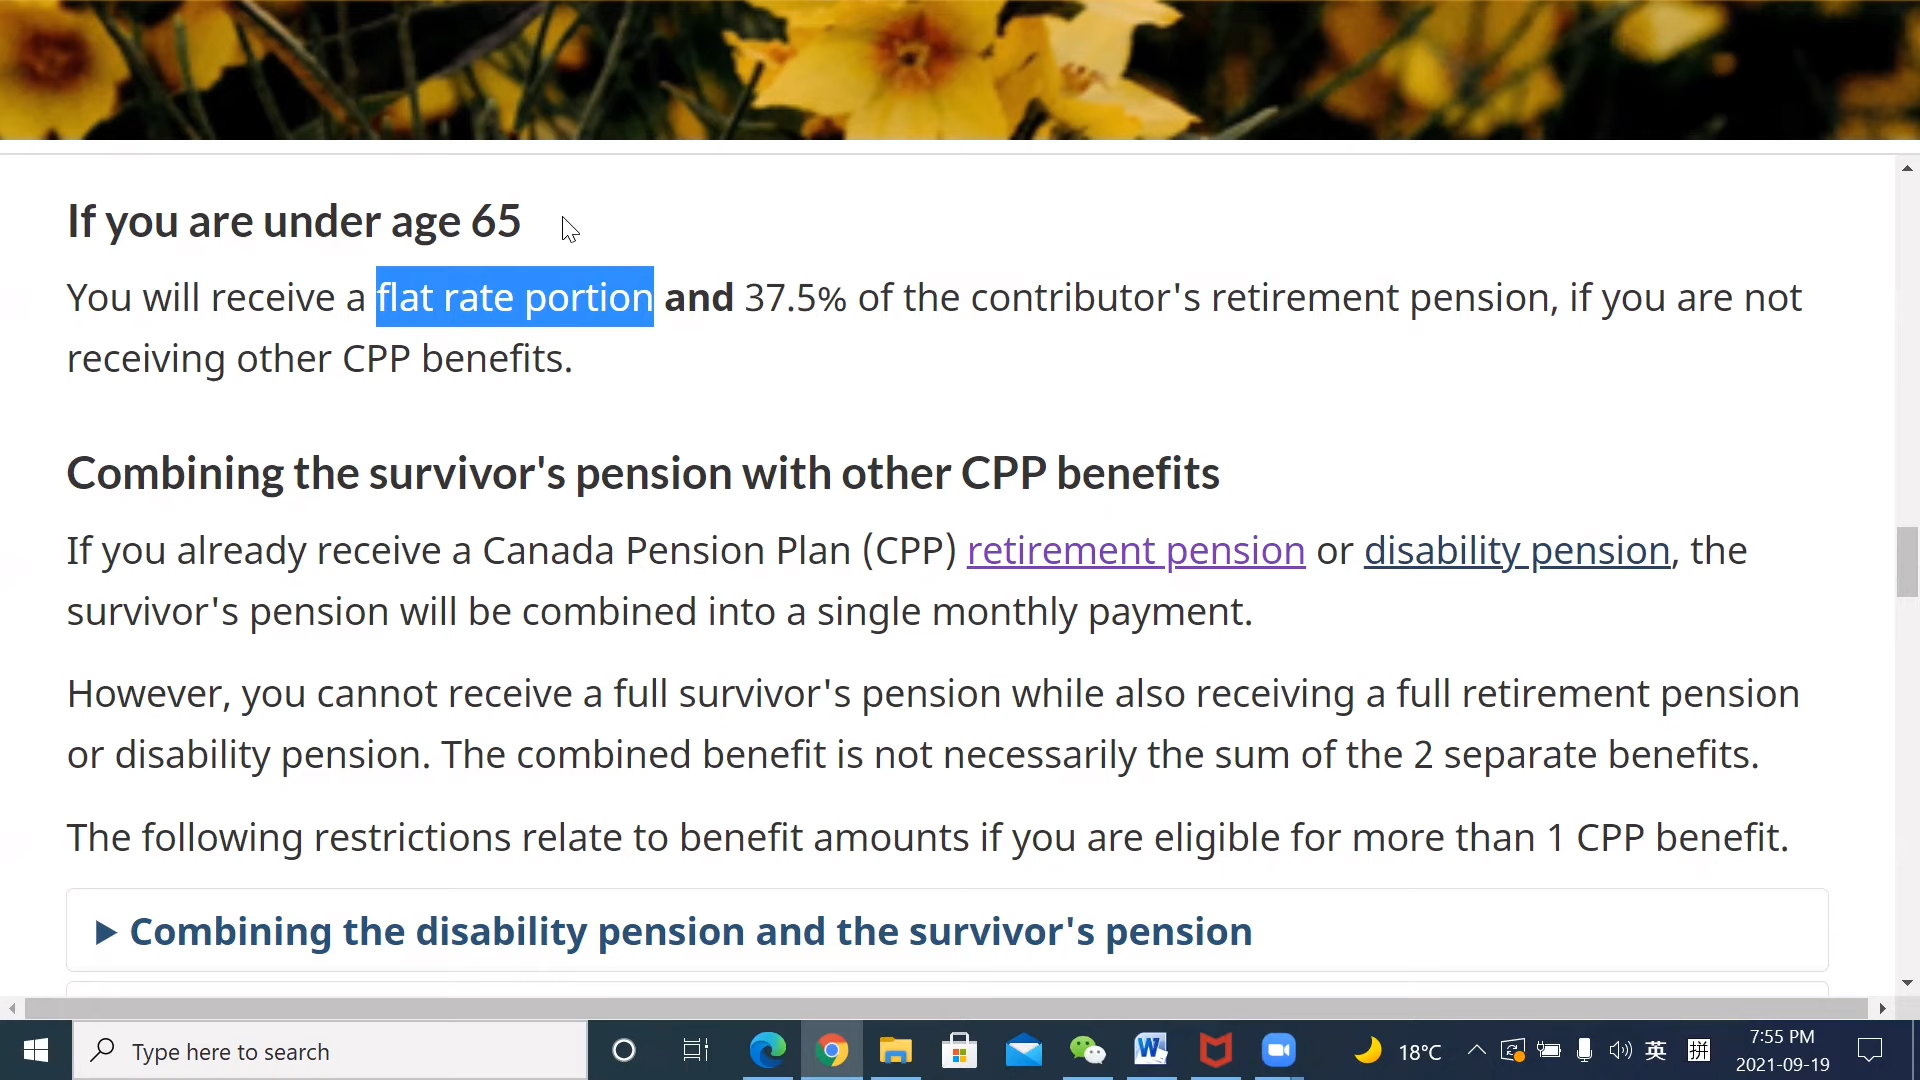 If you are under age 65
You will receive a flat rate portion and 37.5% of the contributor's retirement pension, if you are not
receiving other CPP benefits.
Combining the survivor's pension with other CPP benefits
If you already receive a Canada Pension Plan (CPP) retirement pension or disability pension, the
survivor's pension will be combined into a single monthly payment.
However, you cannot receive a full survivor's pension while also receiving a full retirement pension
or disability pension. The combined benefit is not necessarily the sum of the 2 separate benefits.
The following restrictions relate to benefit amounts if you are eligible for more than 1 CPP benefit.
Combining the disability pension and the survivor's pension
Type here to search
W
18°C
英
拼
7:55 PM
2021-09-19